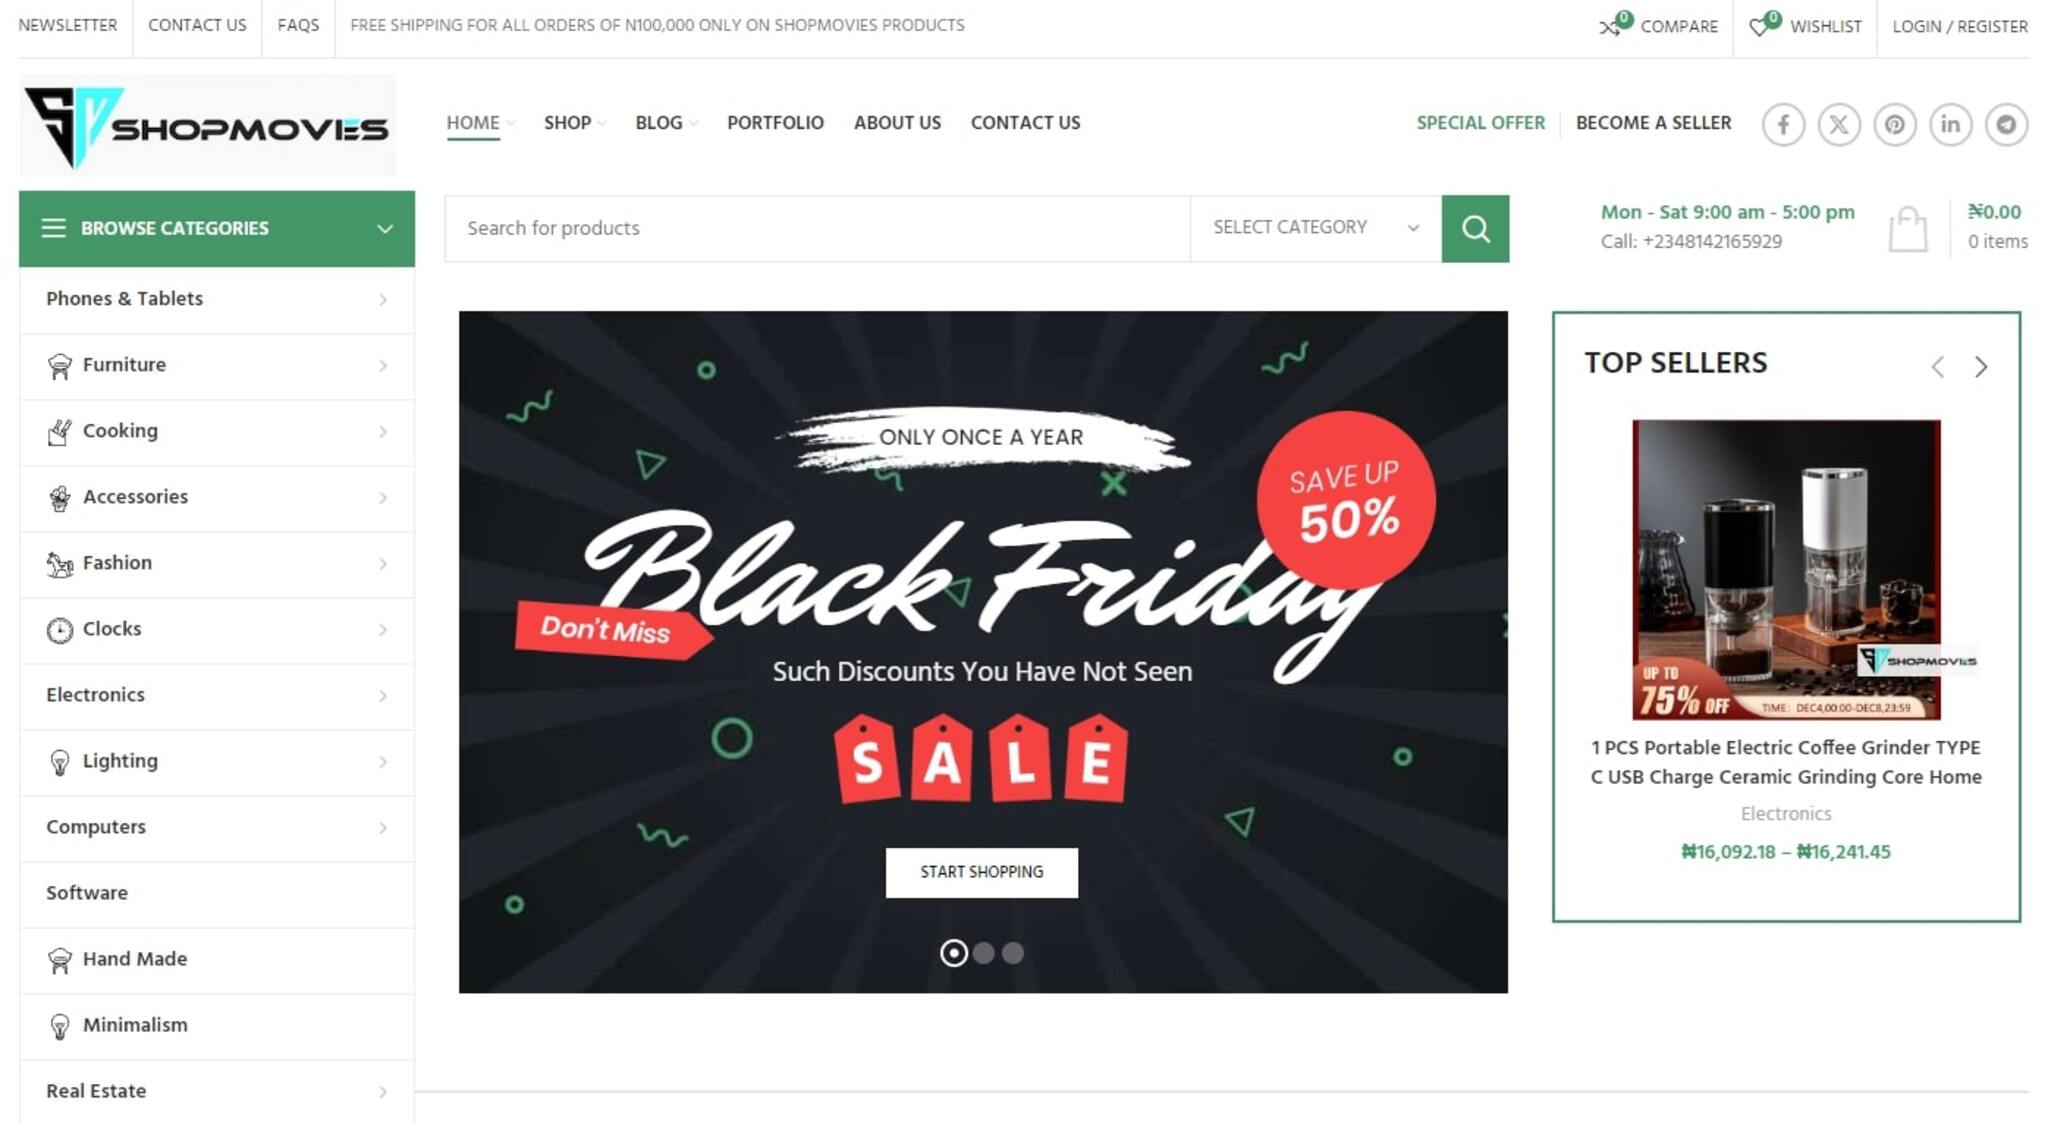 NEWSLETTER
CONTACT US
FAQS
FREE SHIPPING FOR ALL ORDERS OF N100,000 ONLY ON SHOPMOVIES PRODUCTS
0
COMPARE
0
WISHLIST
LOGIN / REGISTER
SHOPMOVIES
HOME
SHOP
BLOG
PORTFOLIO
ABOUT US
CONTACT US
SPECIAL OFFER
BECOME A SELLER
BROWSE CATEGORIES
Search for products
SELECT CATEGORY
Mon - Sat 9:00 am - 5:00 pm
Call: +2348142165929
₦0.00
0 items
Phones & Tablets
Furniture
Cooking
Accessories
Fashion
Clocks
Electronics
Lighting
Computers
Software
Hand Made
Minimalism
Real Estate
ONLY ONCE A YEAR
SAVE UP
50%
Black Friday
Don't Miss
Such Discounts You Have Not Seen
SALE
START SHOPPING
TOP SELLERS
SHOPMOVIES
UP TO
75% OFF
TIME: DEC4,00:00-DEC8,23:59
1 PCS Portable Electric Coffee Grinder TYPE
C USB Charge Ceramic Grinding Core Home
Electronics
₦16,092.18 – ₦16,241.45